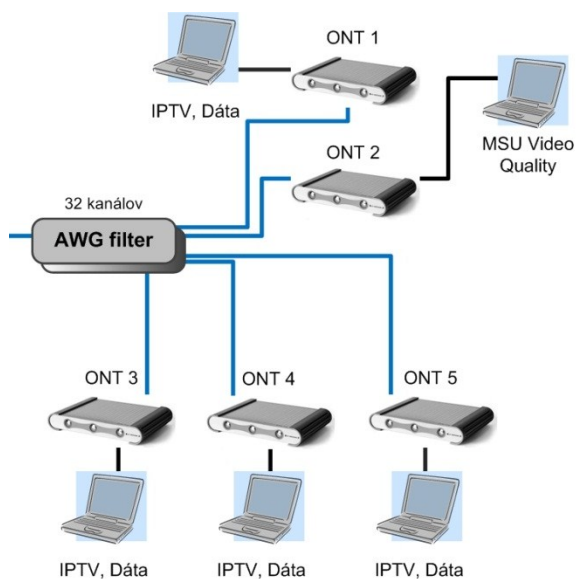 ONT 1
IPTV, Dáta
ONT 2
MSU Video
Quality
32 kanálov
AWG filter
ONT 3
ONT 4
ONT 5
IPTV, Dáta
IPTV, Dáta
IPTV, Dáta